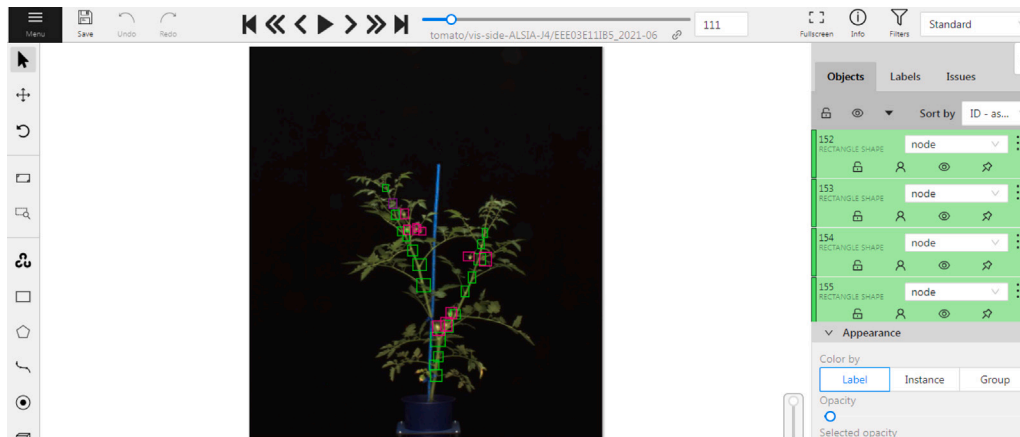 Menu
Save
Undo
Redo
tomato/vis-side-ALSIA-J4/EEE03E11JB5_2021-06
111
Fullscreen
Info
Filters
Standard
Objects
Labels
Issues
Sort by
ID - as...
152
RECTANGLE SHAPE
node
153
RECTANGLE SHAPE
node
154
RECTANGLE SHAPE
node
155
RECTANGLE SHAPE
node
Appearance
Color by
Label
Instance
Group
Opacity
Selected opacity